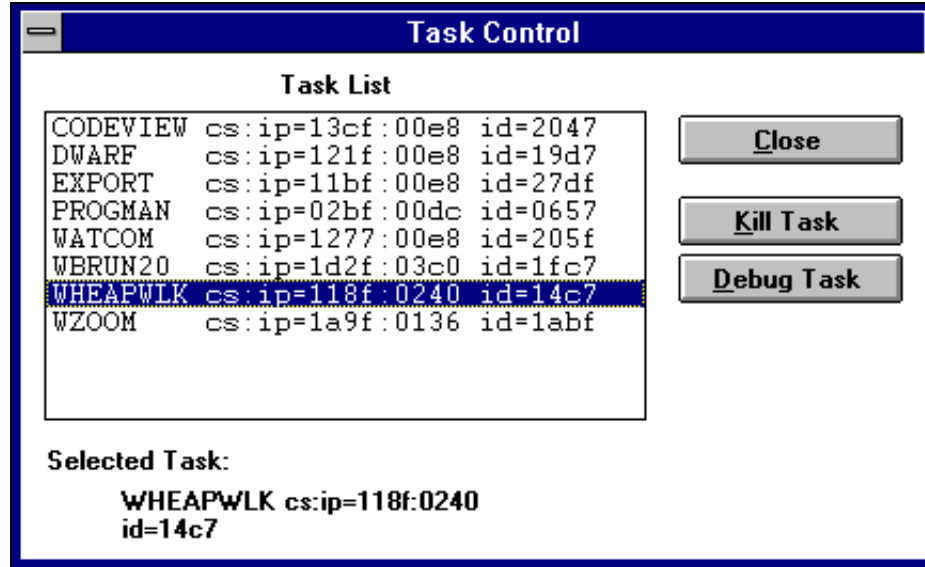 Task Control
Task List
CODEVIEW cs:ip=13cf:00e8 id=2047
DWARF cs:ip=121f:00e8 id=19d7
EXPORT cs:ip=11bf:00e8 id=27df
PROGMAN cs:ip=02bf:00dc id=0657
WATCOM cs:ip=1277:00e8 id=205f
WBRUN20 cs:ip=1d2f:03c0 id=1fc7
WHEAPWLK cs:ip=118f:0240 id=14c7
WZOOM cs:ip=1a9f:0136 id=1abf
Close
Kill Task
Debug Task
Selected Task:
WHEAPWLK cs:ip=118f:0240
id=14c7